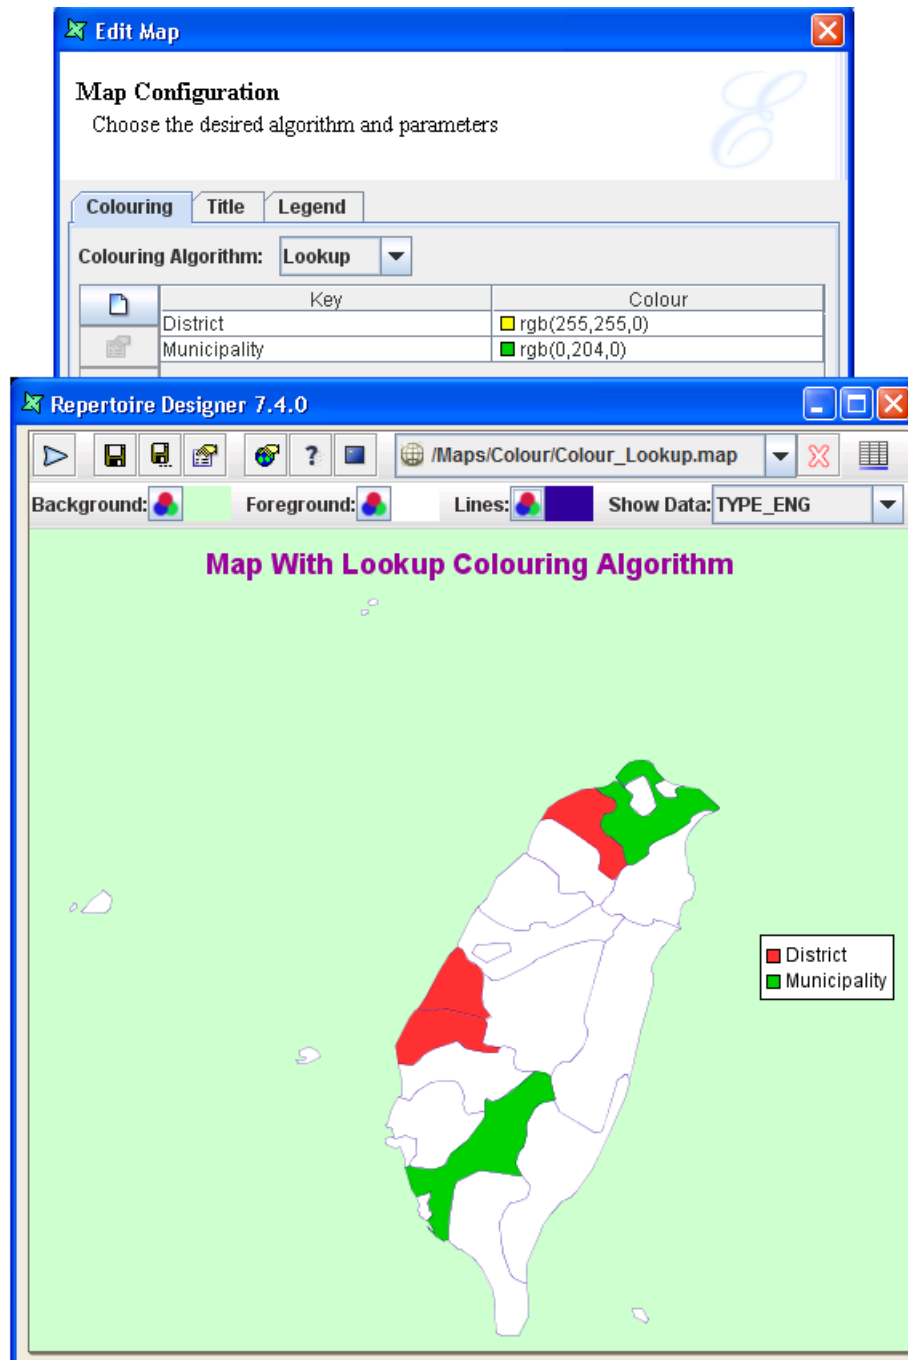 Edit Map
Map Configuration
Choose the desired algorithm and parameters
Colouring Title Legend
Colouring Algorithm: Lookup
Key Colour
District rgb(255,255,0)
Municipality rgb(0,204,0)
Repertoire Designer 7.4.0
? /Maps/Colour/Colour_Lookup.map
Background: Foreground: Lines: Show Data: TYPE_ENG
Map With Lookup Colouring Algorithm
District
Municipality